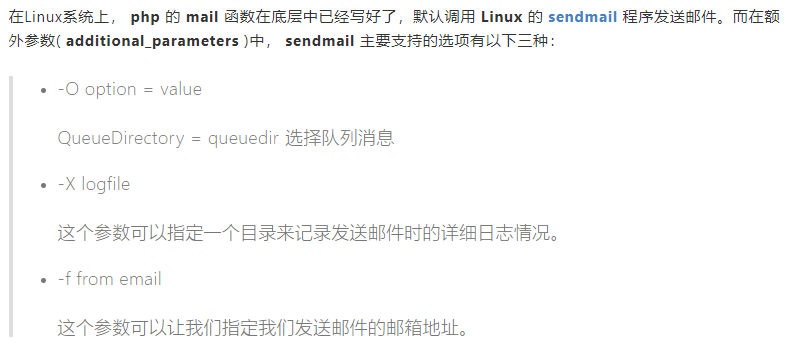 在Linux系统上， php 的 mail 函数在底层中已经写好了，默认调用 Linux 的 sendmail 程序发送邮件。而在额
外参数( additional_parameters )中， sendmail 主要支持的选项有以下三种：
-O option = value
QueueDirectory = queuedir 选择队列消息
-X logfile
这个参数可以指定一个目录来记录发送邮件时的详细日志情况。
-f from email
这个参数可以让我们指定我们发送邮件的邮箱地址。